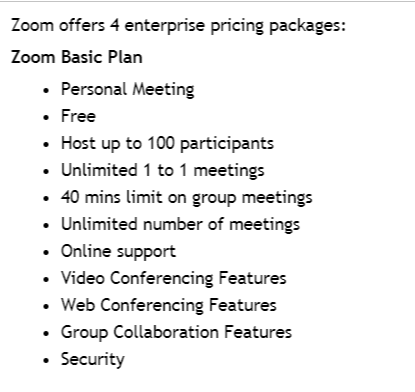 Zoom offers 4 enterprise pricing packages:
Zoom Basic Plan
• Personal Meeting
• Free
• Host up to 100 participants
• Unlimited 1 to 1 meetings
• 40 mins limit on group meetings
• Unlimited number of meetings
• Online support
• Video Conferencing Features
• Web Conferencing Features
• Group Collaboration Features
• Security